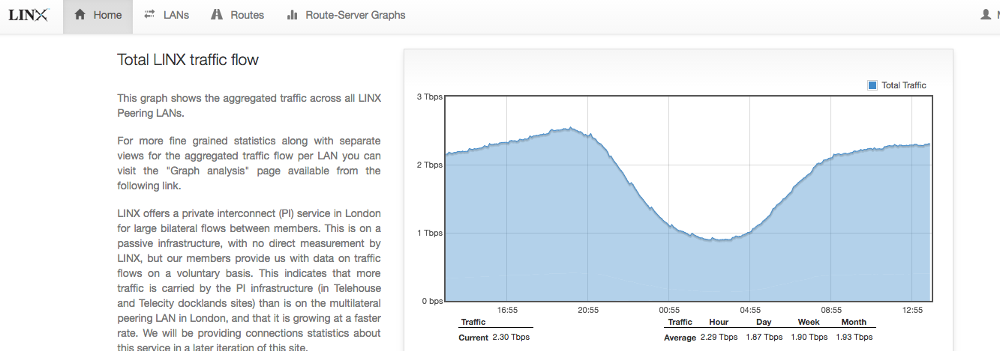 LINX Home LANs Routes Route-Server Graphs
Total LINX traffic flow
This graph shows the aggregated traffic across all LINX
Peering LANs.
For more fine grained statistics along with separate
views for the aggregated traffic flow per LAN you can
visit the "Graph analysis" page available from the
following link.
LINX offers a private interconnect (PI) service in London
for large bilateral flows between members. This is on a
passive infrastructure, with no direct measurement by
LINX, but our members provide us with data on traffic
flows on a voluntary basis. This indicates that more
traffic is carried by the PI infrastructure (in Telehouse
and Telecity docklands sites) than is on the multilateral
peering LAN in London, and that it is growing at a faster
rate. We will be providing connections statistics about
this service in a later iteration of this site.
Total Traffic
3 Tbps
2 Tbps
1 Tbps
0 bps
16:55 20:55 00:55 04:55 08:55 12:55
Traffic
Current 2.30 Tbps
Traffic Hour Day Week Month
Average 2.29 Tbps 1.87 Tbps 1.90 Tbps 1.93 Tbps